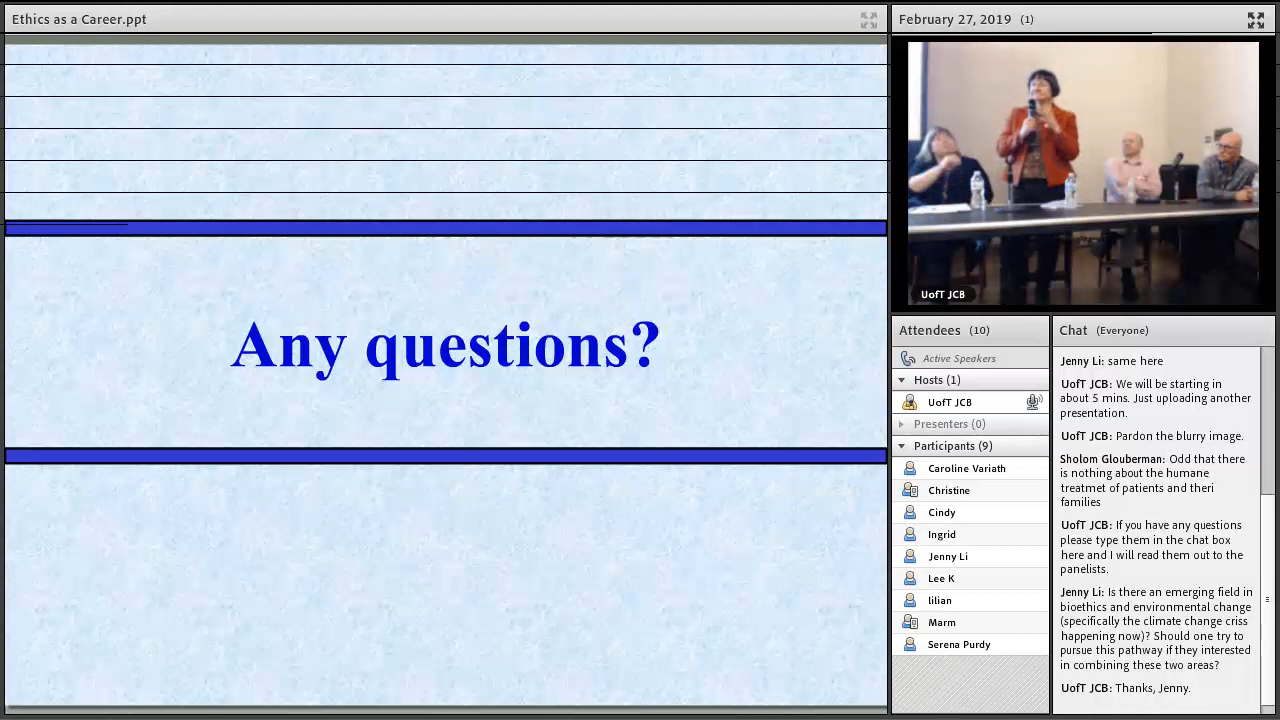 Ethics as a Career.ppt
Any questions?
February 27, 2019 (1)
UofT JCB
Attendees (10)
Active Speakers
Hosts (1)
UofT JCB
Presenters (0)
Participants (9)
Caroline Variath
Christine
Cindy
Ingrid
Jenny Li
Lee K
lilian
Marm
Serena Purdy
Chat (Everyone)
Jenny Li: same here
UofT JCB: We will be starting in
about 5 mins. Just uploading another
presentation.
UofT JCB: Pardon the blurry image.
Sholom Glouberman: Odd that there
is nothing about the humane
treatmet of patients and theri
families
UofT JCB: If you have any questions
please type them in the chat box
here and I will read them out to the
panelists.
Jenny Li: Is there an emerging field in
bioethics and environmental change
(specifically the climate change criss
happening now)? Should one try to
pursue this pathway if they interested
in combining these two areas?
UofT JCB: Thanks, Jenny.